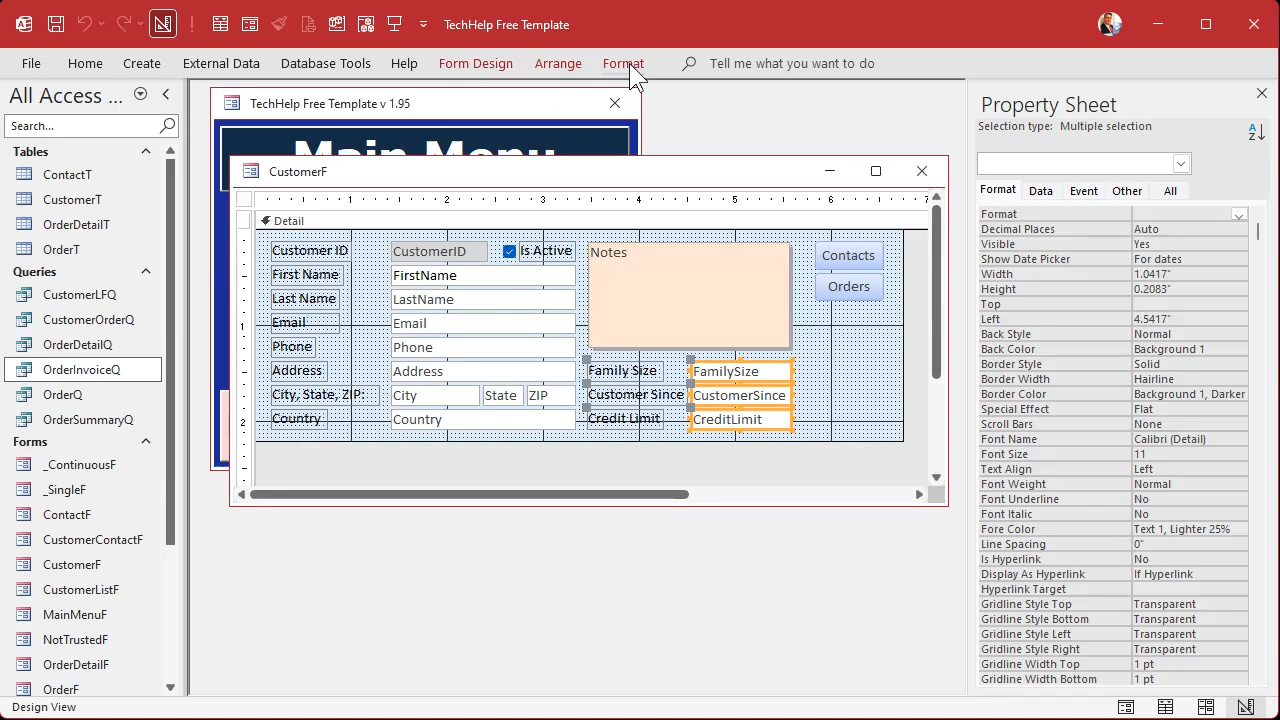 TechHelp Free Template
File Home Create External Data Database Tools Help Form Design Arrange Format Tell me what you want to do
All Access ...
Search...
Tables
ContactT
CustomerT
OrderDetailT
OrderT
Queries
CustomerLFQ
CustomerOrderQ
OrderDetailQ
OrderInvoiceQ
OrderQ
OrderSummaryQ
Forms
_ContinuousF
_SingleF
ContactF
CustomerContactF
CustomerF
CustomerListF
MainMenuF
NotTrustedF
OrderDetailF
OrderF
TechHelp Free Template v 1.95
Main Menu
CustomerF
1 2 3 4 5 6 7
Detail
1
2
Customer ID CustomerID Is Active
First Name FirstName
Last Name LastName
Email Email
Phone Phone
Address Address
City, State, ZIP: City State ZIP
Country Country
Notes
Family Size FamilySize
Customer Since CustomerSince
Credit Limit CreditLimit
Contacts
Orders
Property Sheet
Selection type: Multiple selection
A
Z
Format Data Event Other All
Format
Decimal Places Auto
Visible Yes
Show Date Picker For dates
Width 1.0417"
Height 0.2083"
Top
Left 4.5417"
Back Style Normal
Back Color Background 1
Border Style Solid
Border Width Hairline
Border Color Background 1, Darker
Special Effect Flat
Scroll Bars None
Font Name Calibri (Detail)
Font Size 11
Text Align Left
Font Weight Normal
Font Underline No
Font Italic No
Fore Color Text 1, Lighter 25%
Line Spacing 0"
Is Hyperlink No
Display As Hyperlink If Hyperlink
Hyperlink Target
Gridline Style Top Transparent
Gridline Style Bottom Transparent
Gridline Style Left Transparent
Gridline Style Right Transparent
Gridline Width Top 1 pt
Gridline Width Bottom 1 pt
Design View